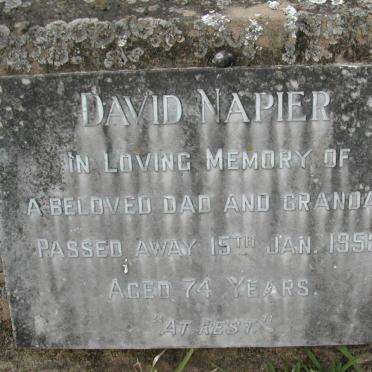 DAVID NAPIER
IN LOVING MEMORY OF
A BELOVED DAD AND GRANDA
PASSED AWAY 15TH JAN. 1958
AGED 74 YEARS.
"AT REST."